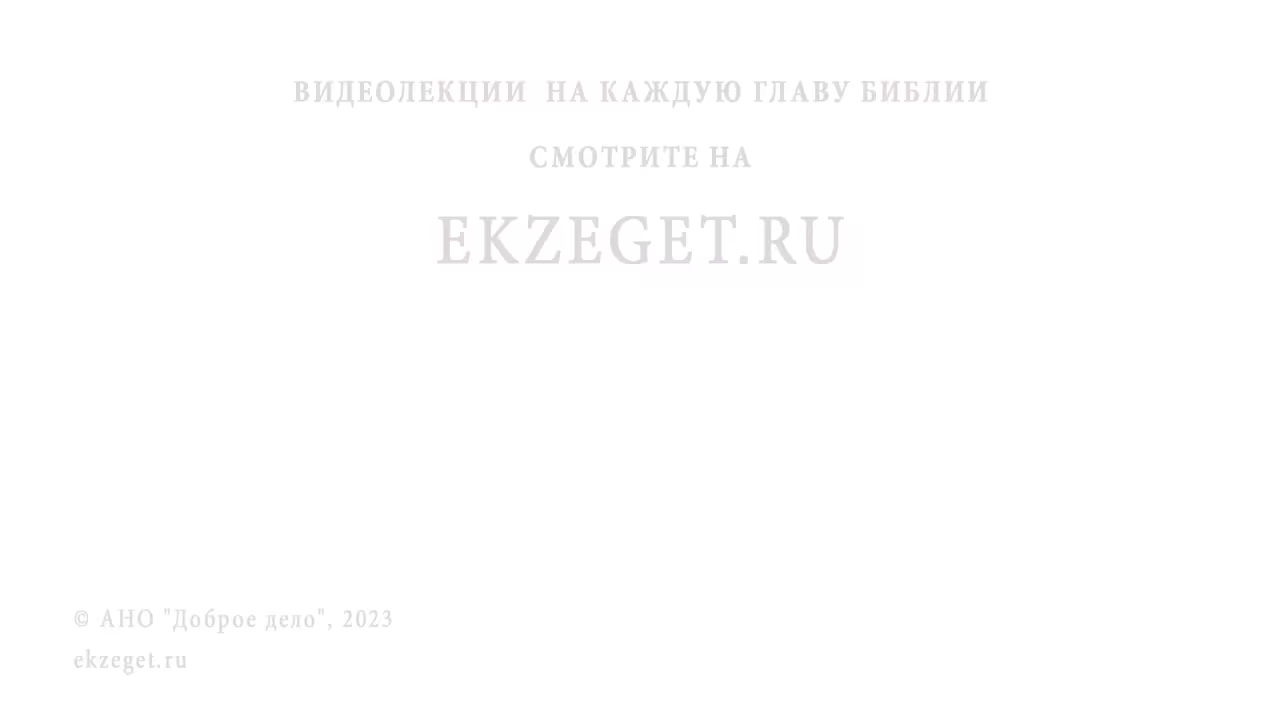 ВИДЕОЛЕКЦИИ НА КАЖДУЮ ГЛАВУ БИБЛИИ
СМОТРИТЕ НА
EKZEGET.RU
© АНО "Доброе дело", 2023
ekzeget.ru